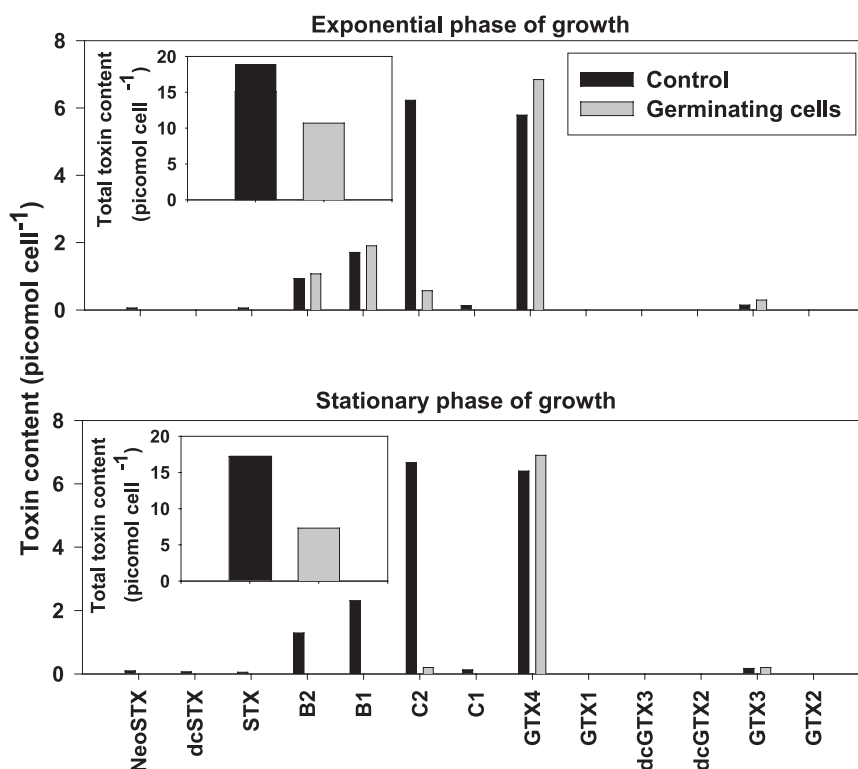 Exponential phase of growth
8
6
4
2
0
20
15
10
5
0
Total toxin content
(picomol cell⁻¹)
Control
Germinating cells
Toxin content (picomol cell⁻¹)
Stationary phase of growth
8
6
4
2
0
20
15
10
5
0
Total toxin content
(picomol cell⁻¹)
NeoSTX
dcSTX
STX
B2
B1
C2
C1
GTX4
GTX1
dcGTX3
dcGTX2
GTX3
GTX2